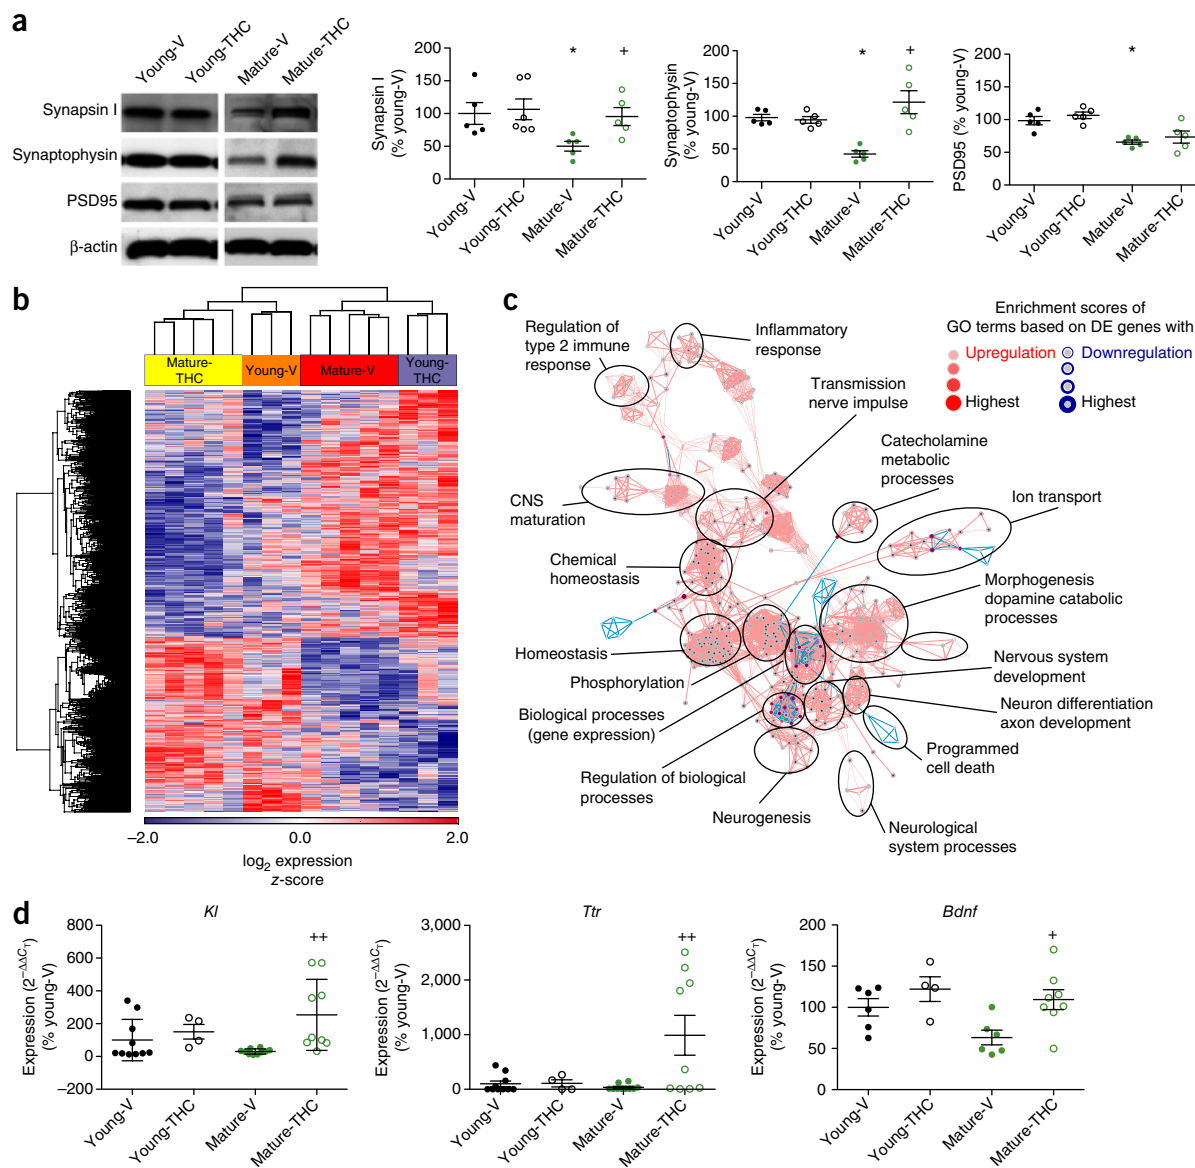 a
Young-V
Young-THC
Mature-V
Mature-THC
Synapsin I
Synaptophysin
PSD95
β-actin
Synapsin I
(% young-V)
200
150
100
50
0
*
+
Young-V
Young-THC
Mature-V
Mature-THC
Synaptophysin
(% young-V)
200
150
100
50
0
*
+
Young-V
Young-THC
Mature-V
Mature-THC
PSD95 (% young-V)
200
150
100
50
0
*
Young-V
Young-THC
Mature-V
Mature-THC
b
Mature-
THC
Young-V
Mature-V
Young-
THC
–2.0
0.0
2.0
log2 expression
z-score
c
Enrichment scores of
GO terms based on DE genes with
Upregulation
Downregulation
Highest
Highest
Regulation of
type 2 immune
response
Inflammatory
response
Transmission
nerve impulse
Catecholamine
metabolic
processes
Ion transport
CNS
maturation
Chemical
homeostasis
Morphogenesis
dopamine catabolic
processes
Homeostasis
Phosphorylation
Nervous system
development
Biological processes
(gene expression)
Neuron differentiation
axon development
Regulation of biological
processes
Programmed
cell death
Neurogenesis
Neurological
system processes
d
Kl
Expression (2−ΔΔCT)
(% young-V)
800
600
400
200
0
−200
++
Young-V
Young-THC
Mature-V
Mature-THC
Ttr
Expression (2−ΔΔCT)
(% young-V)
3,000
2,000
1,000
0
++
Young-V
Young-THC
Mature-V
Mature-THC
Bdnf
Expression (2−ΔΔCT)
(% young-V)
200
150
100
50
0
+
Young-V
Young-THC
Mature-V
Mature-THC